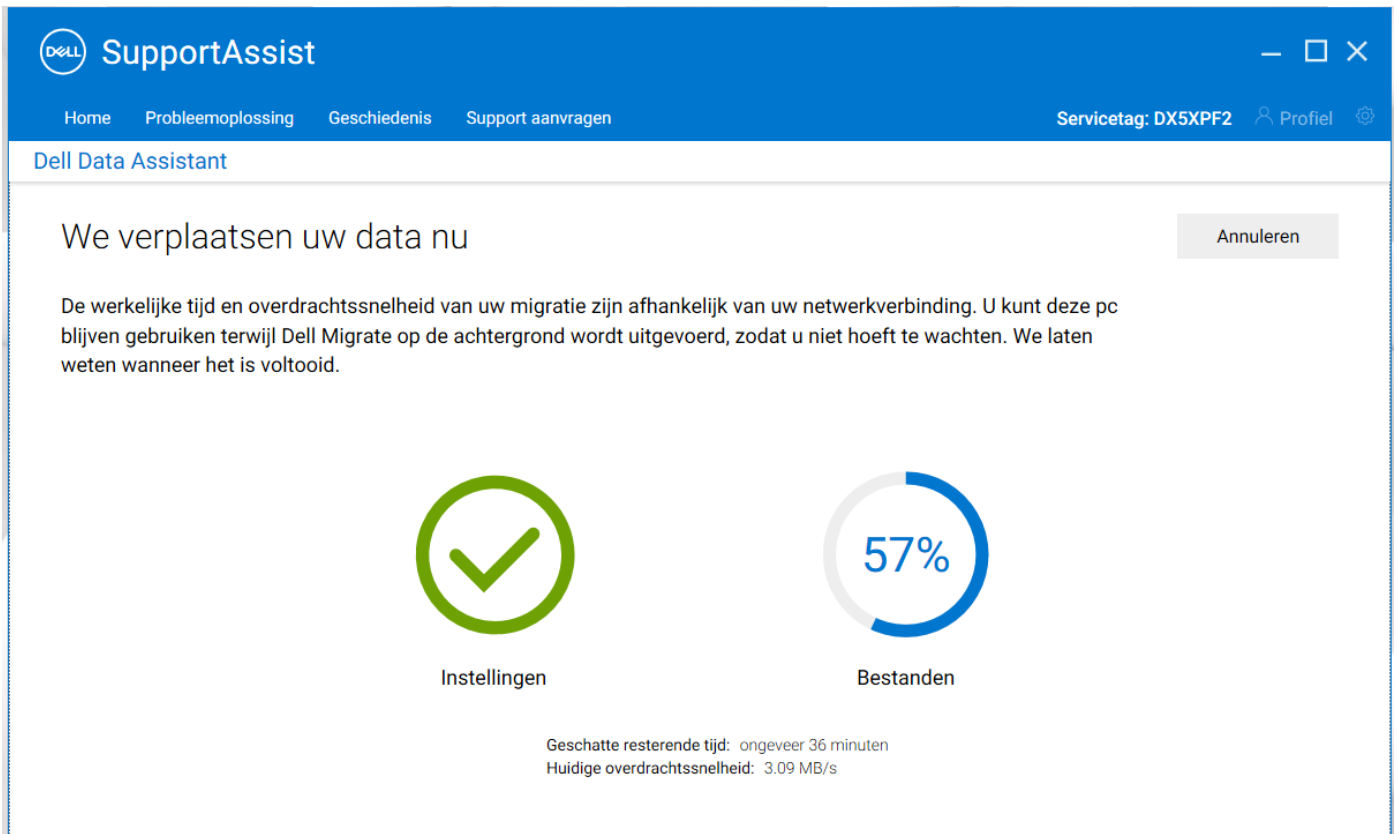 DELL SupportAssist
Home Probleemoplossing Geschiedenis Support aanvragen Servicetag: DX5XPF2 Profiel
Dell Data Assistant
We verplaatsen uw data nu Annuleren
De werkelijke tijd en overdrachtssnelheid van uw migratie zijn afhankelijk van uw netwerkverbinding. U kunt deze pc
blijven gebruiken terwijl Dell Migrate op de achtergrond wordt uitgevoerd, zodat u niet hoeft te wachten. We laten
weten wanneer het is voltooid.
57%
Instellingen Bestanden
Geschatte resterende tijd: ongeveer 36 minuten
Huidige overdrachtssnelheid: 3.09 MB/s